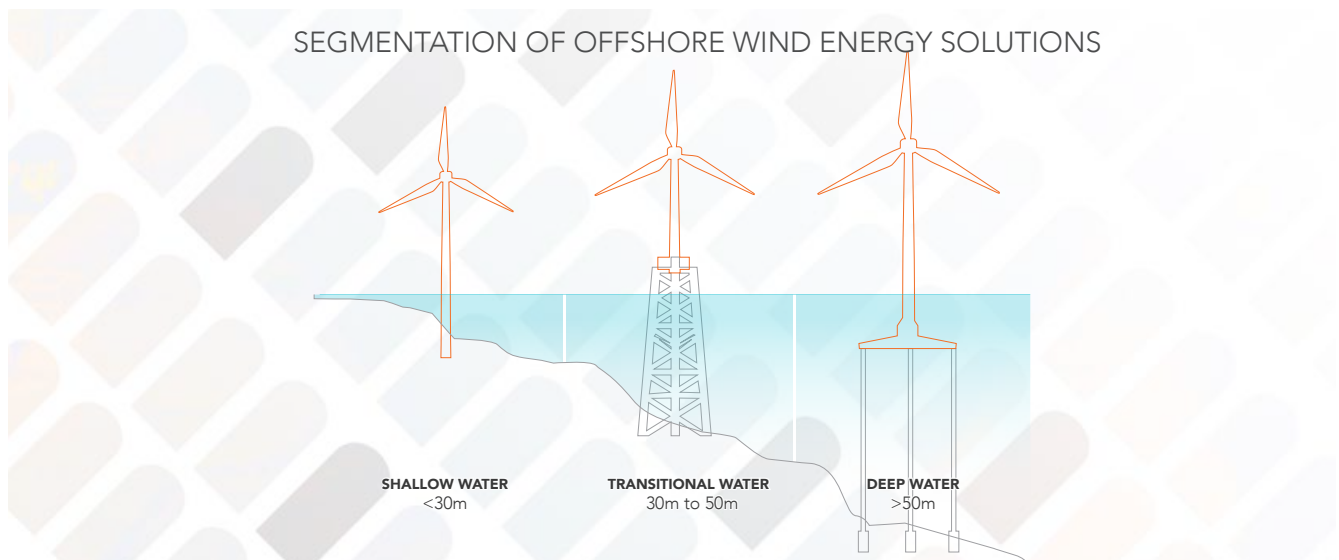 SEGMENTATION OF OFFSHORE WIND ENERGY SOLUTIONS
SHALLOW WATER
<30m
TRANSITIONAL WATER
30m to 50m
DEEP WATER
>50m